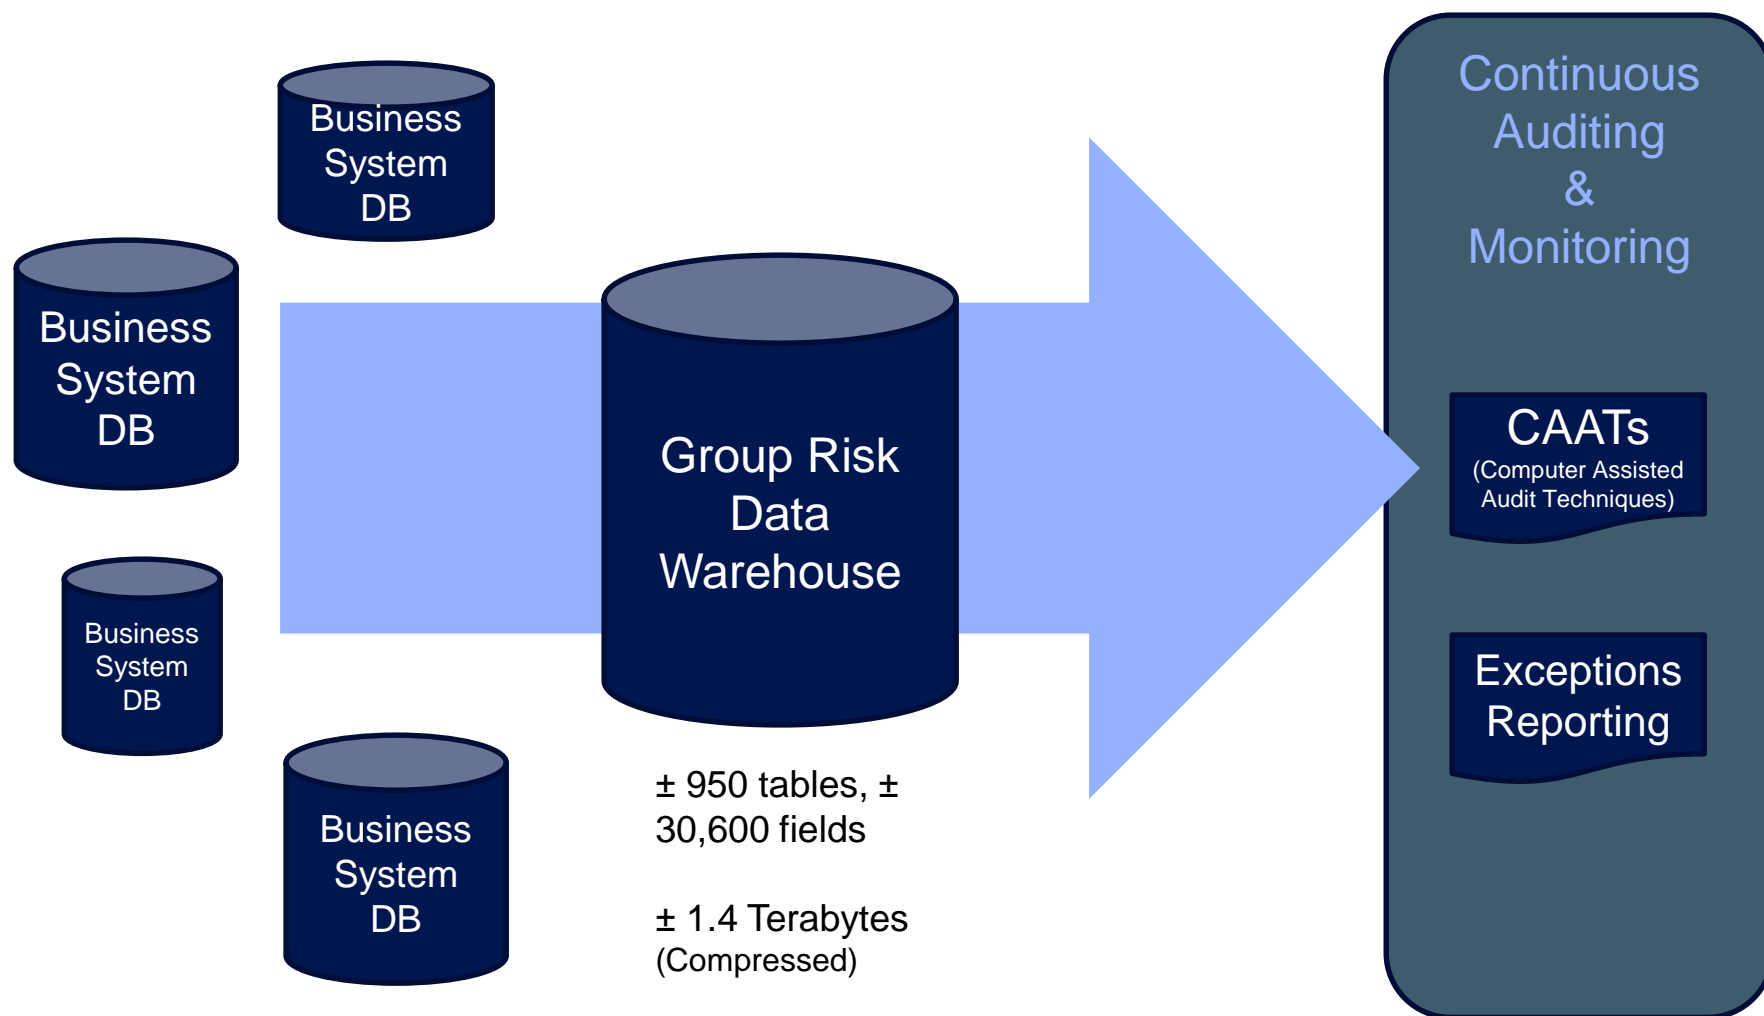 Business
System
DB
Business
System
DB
Business
System
DB
Business
System
DB
Group Risk
Data
Warehouse
± 950 tables, ±
30,600 fields
± 1.4 Terabytes
(Compressed)
Continuous
Auditing
&
Monitoring
CAATs
(Computer Assisted
Audit Techniques)
Exceptions
Reporting